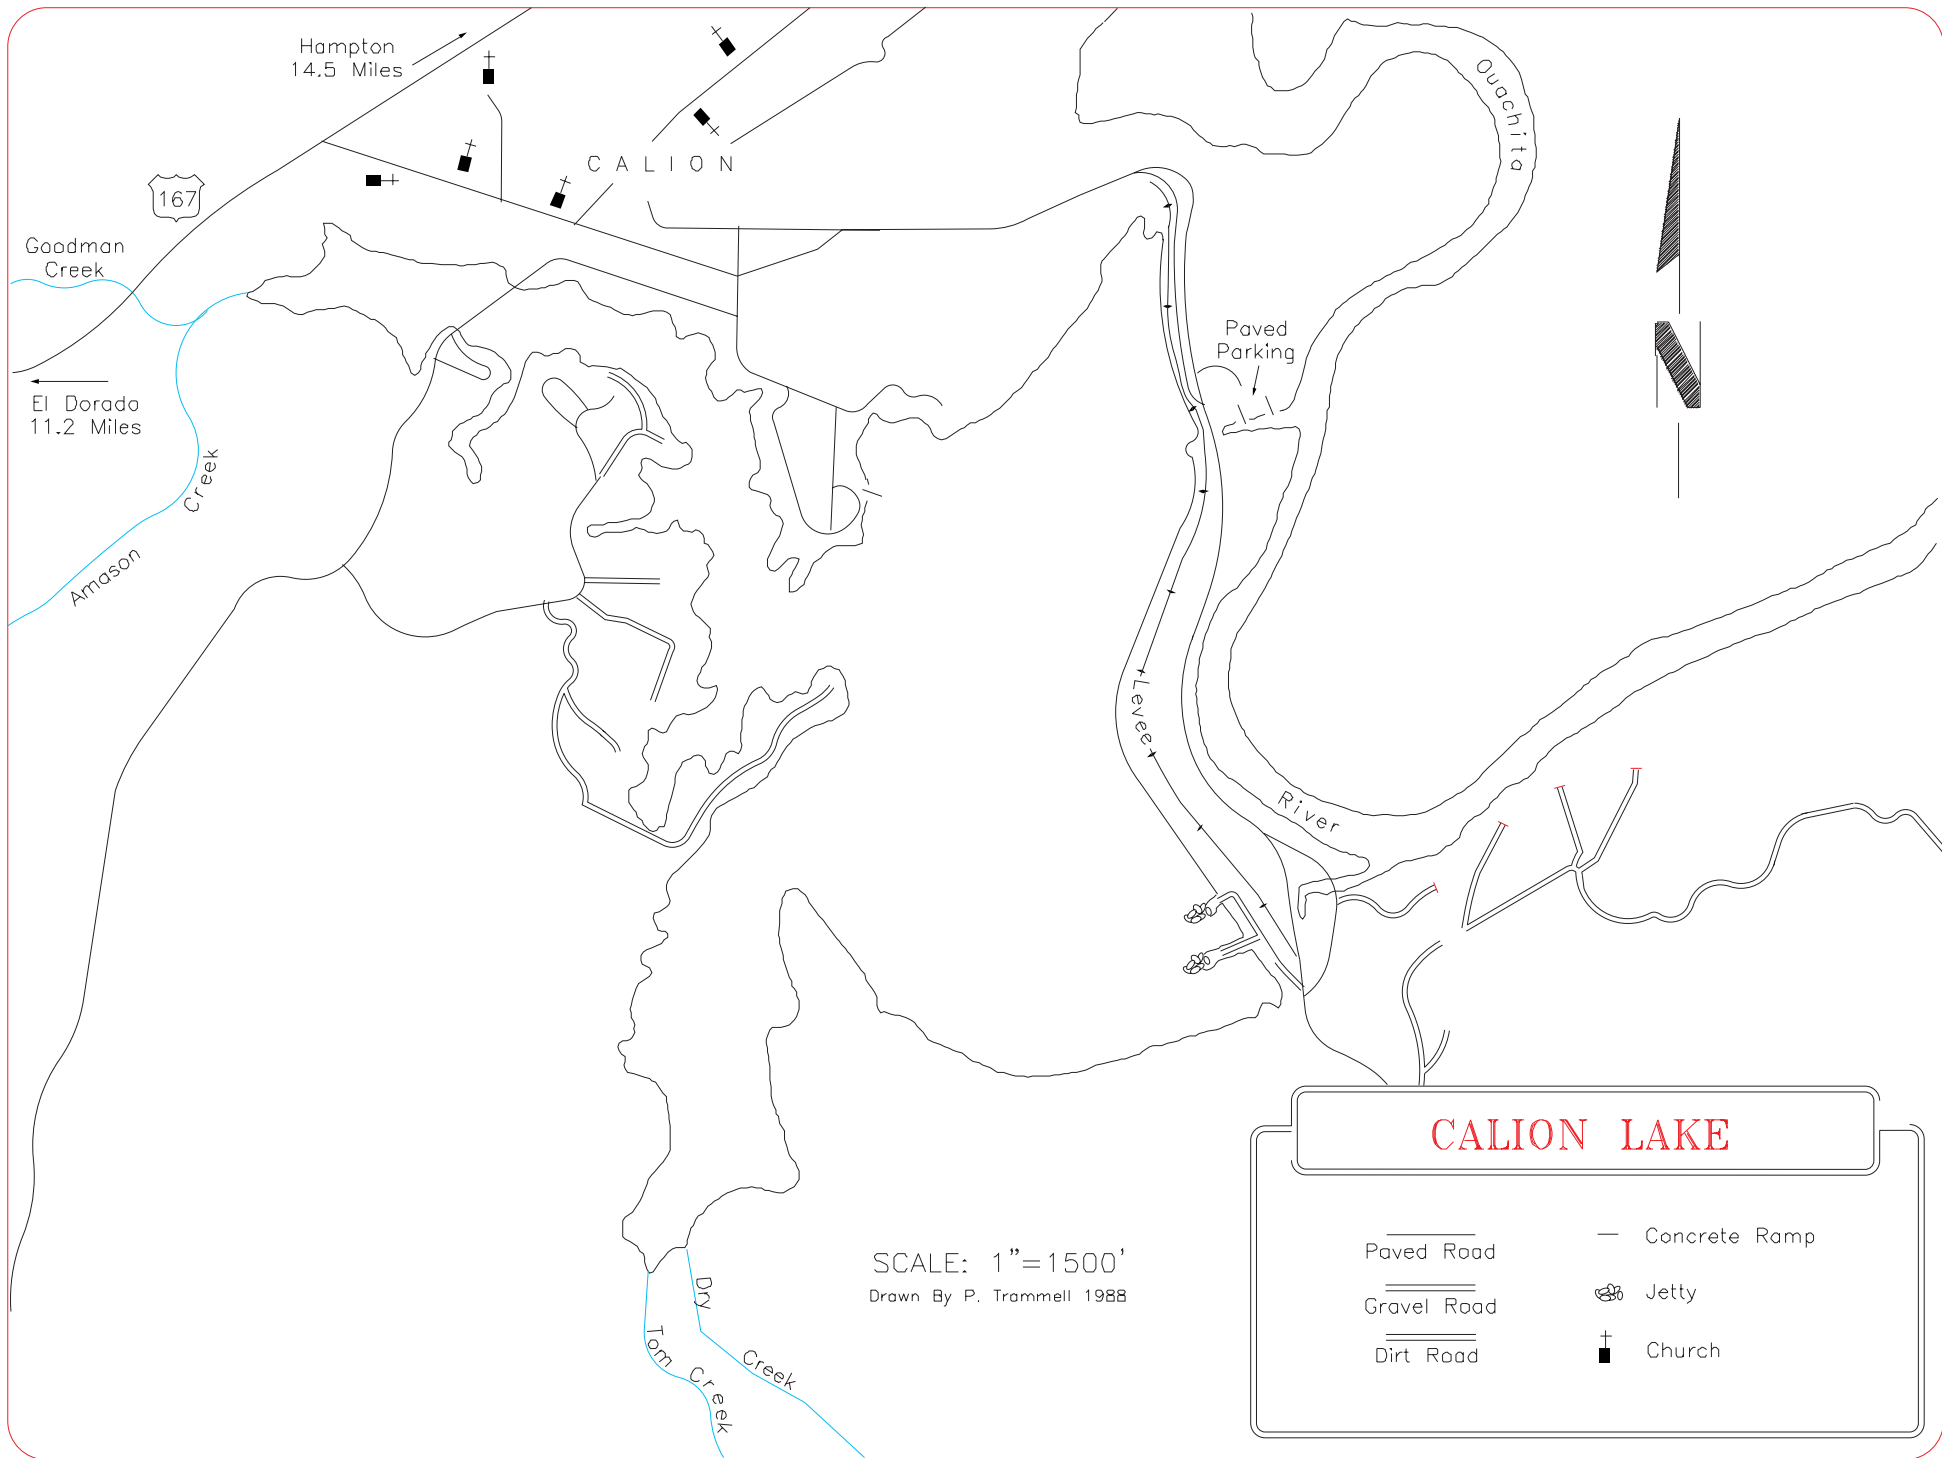 Hampton
14.5 Miles
CALION
167
Goodman
Creek
El Dorado
11.2 Miles
Amason Creek
Ouachita
N
Paved
Parking
Levee
River
CALION LAKE
SCALE: 1"=1500'
Drawn By P. Trammell 1988
Paved Road
Gravel Road
Dirt Road
Concrete Ramp
Jetty
Church
Dry Creek
Tom Creek